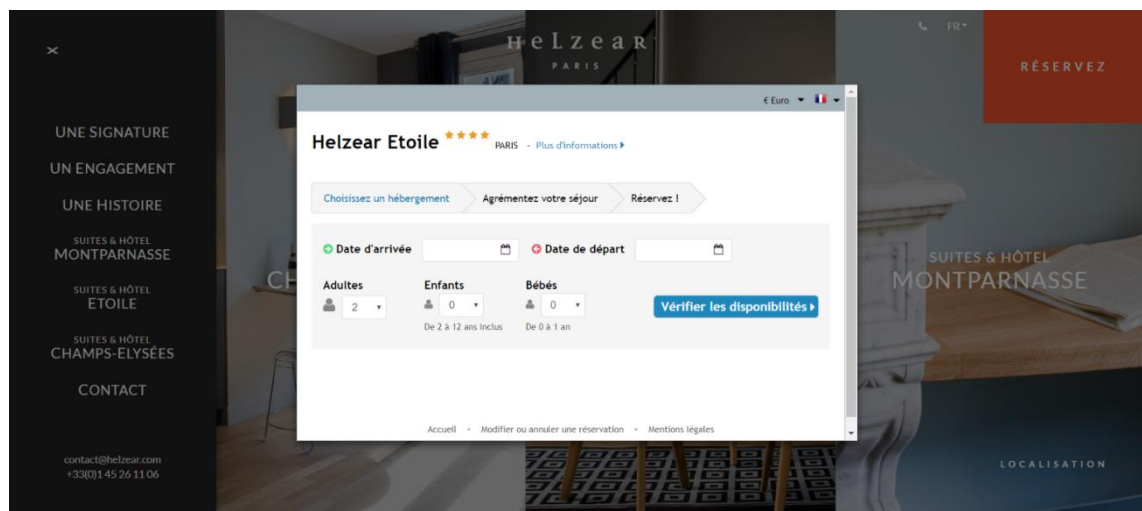 ×
HeLzeaR
PARIS
FR
RÉSERVEZ
UNE SIGNATURE
UN ENGAGEMENT
UNE HISTOIRE
SUITES & HÔTEL
MONTPARNASSE
SUITES & HÔTEL
ETOILE
SUITES & HÔTEL
CHAMPS-ELYSÉES
CONTACT
contact@helzear.com
+33(0)1 45 26 11 06
€ Euro
Helzear Etoile PARIS - Plus d'informations
Choisissez un hébergement Agrémentez votre séjour Réservez !
Date d'arrivée Date de départ
Adultes Enfants Bébés
2 0 0
De 2 à 12 ans inclus De 0 à 1 an
Vérifier les disponibilités
Accueil - Modifier ou annuler une réservation - Mentions légales
CH
SUITES & HÔTEL
MONTPARNASSE
LOCALISATION